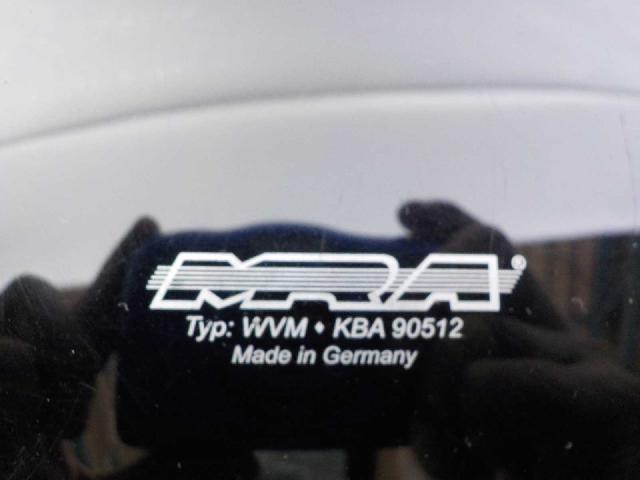 MRA®
Typ: WVM • KBA 90512
Made in Germany